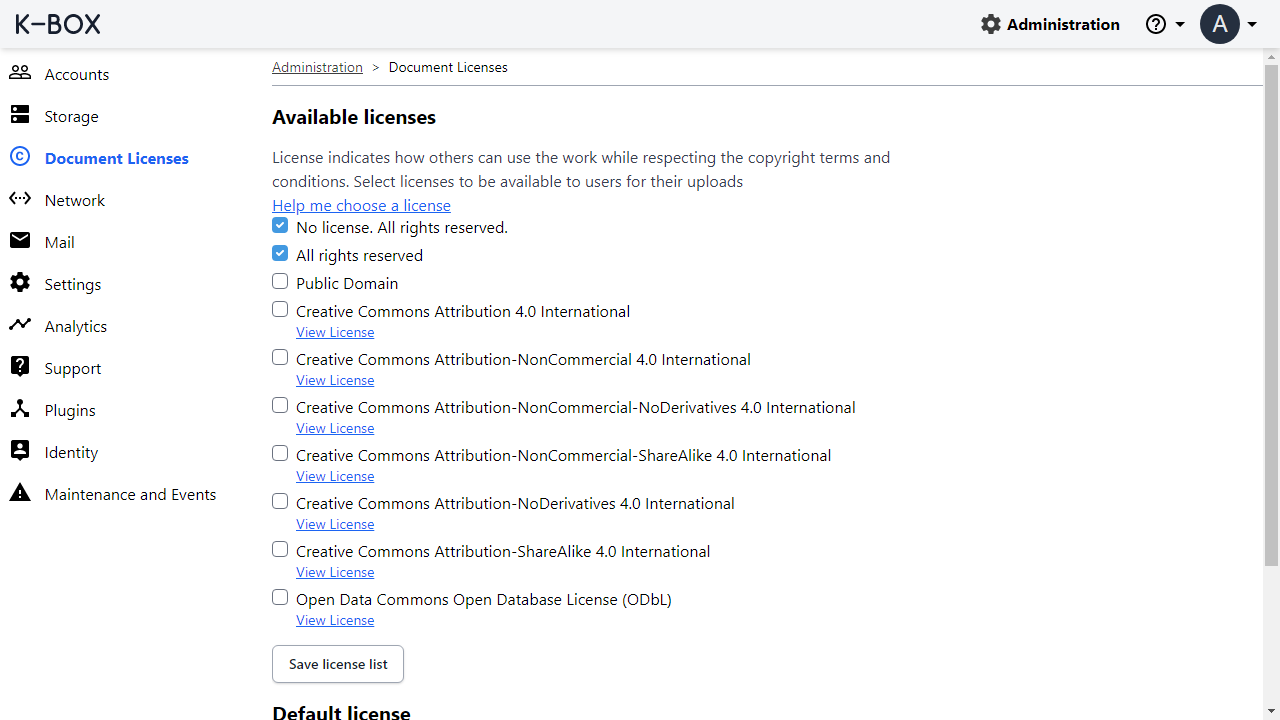 K-BOX
Administration
A
Accounts
Storage
Document Licenses
Network
Mail
Settings
Analytics
Support
Plugins
Identity
Maintenance and Events
Administration > Document Licenses
Available licenses
License indicates how others can use the work while respecting the copyright terms and
conditions. Select licenses to be available to users for their uploads
Help me choose a license
No license. All rights reserved.
All rights reserved
Public Domain
Creative Commons Attribution 4.0 International
View License
Creative Commons Attribution-NonCommercial 4.0 International
View License
Creative Commons Attribution-NonCommercial-NoDerivatives 4.0 International
View License
Creative Commons Attribution-NonCommercial-ShareAlike 4.0 International
View License
Creative Commons Attribution-NoDerivatives 4.0 International
View License
Creative Commons Attribution-ShareAlike 4.0 International
View License
Open Data Commons Open Database License (ODbL)
View License
Save license list
Default license